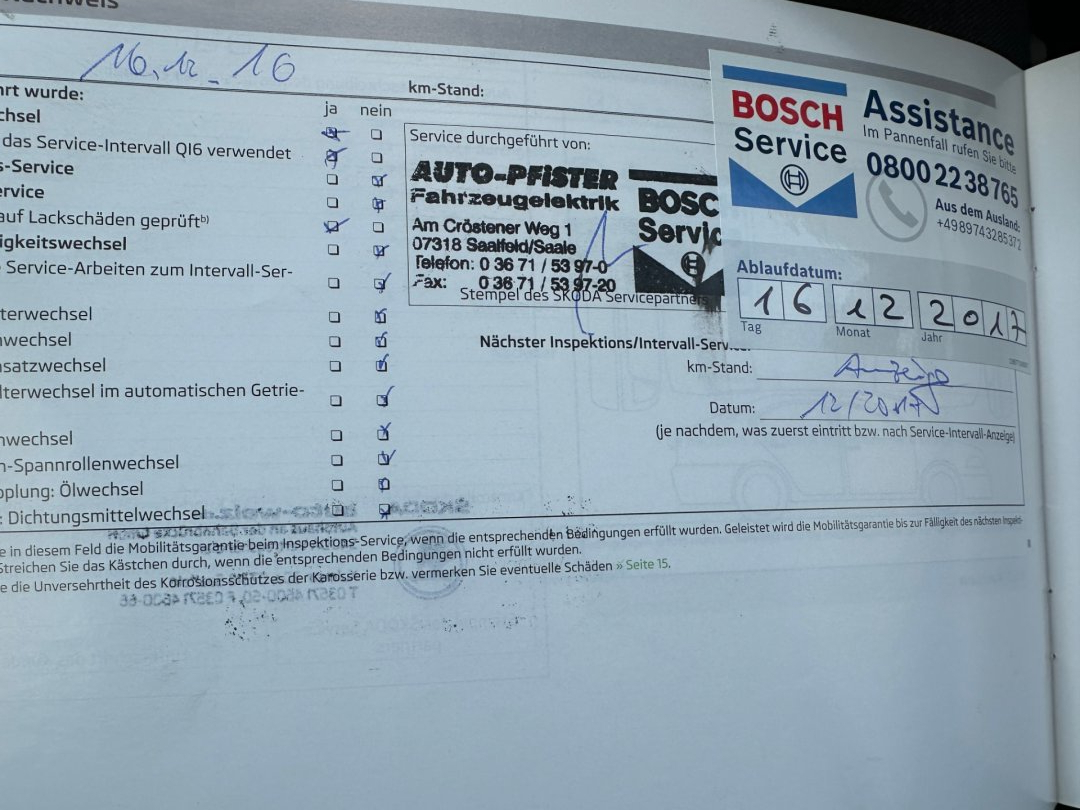 16.12.16
km-Stand:
rt wurde:
ja nein
chsel
das Service-Intervall QI6 verwendet
s-Service
ervice
auf Lackschäden geprüft b)
igkeitswechsel
Service-Arbeiten zum Intervall-Ser-
terwechsel
wechsel
nsatzwechsel
lterwechsel im automatischen Getrie-
nwechsel
n-Spannrollenwechsel
pplung: Ölwechsel
: Dichtungsmittelwechsel
Service durchgeführt von:
AUTO-PFISTER
Fahrzeugelektrik
Am Cröstener Weg 1
07318 Saalfeld/Saale
Telefon: 0 36 71 / 53 97-0
Fax: 0 36 71 / 53 97-20
BOSC
Servic
Stempel des ŠKODA Servicepartners
BOSCH
Service
Assistance
Im Pannenfall rufen Sie bitte
0800 22 38 765
Aus dem Ausland:
+4989743285372
Ablaufdatum:
16 12 2017
Tag Monat Jahr
Nächster Inspektions/Intervall-Serv
km-Stand: Anzeige
Datum: 12/2017
(je nachdem, was zuerst eintritt bzw. nach Service-Intervall-Anzeige)
e in diesem Feld die Mobilitätsgarantie beim Inspektions-Service, wenn die entsprechenden Bedingungen erfüllt wurden. Geleistet wird die Mobilitätsgarantie bis zur Fälligkeit des nächsten Inspekt
Streichen Sie das Kästchen durch, wenn die entsprechenden Bedingungen nicht erfüllt wurden.
e die Unversehrtheit des Korrosionsschutzes der Karosserie bzw. vermerken Sie eventuelle Schäden » Seite 15.